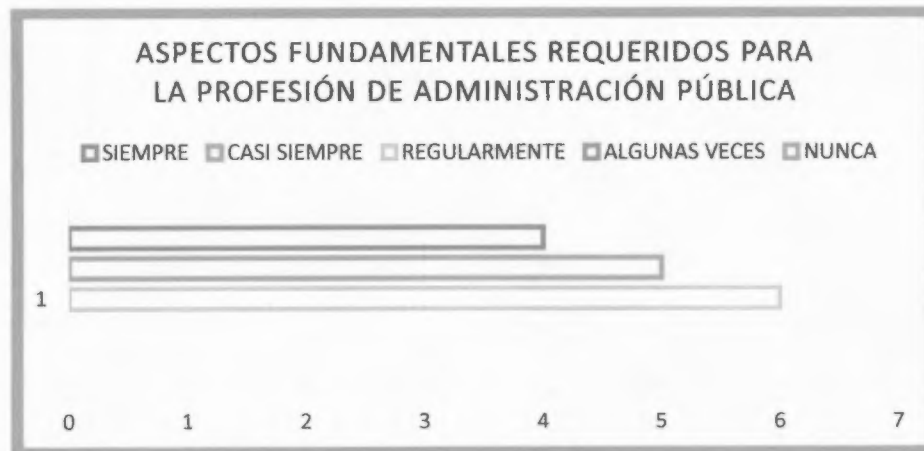 ASPECTOS FUNDAMENTALES REQUERIDOS PARA
LA PROFESIÓN DE ADMINISTRACIÓN PÚBLICA
SIEMPRE CASI SIEMPRE REGULARMENTE ALGUNAS VECES NUNCA
1
0 1 2 3 4 5 6 7